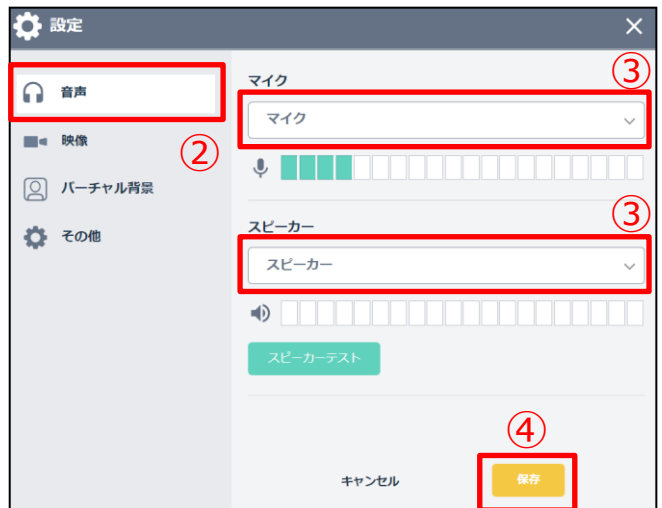 設定
音声
映像
バーチャル背景
その他
②
マイク
③
マイク
スピーカー
③
スピーカー
スピーカーテスト
④
キャンセル
保存